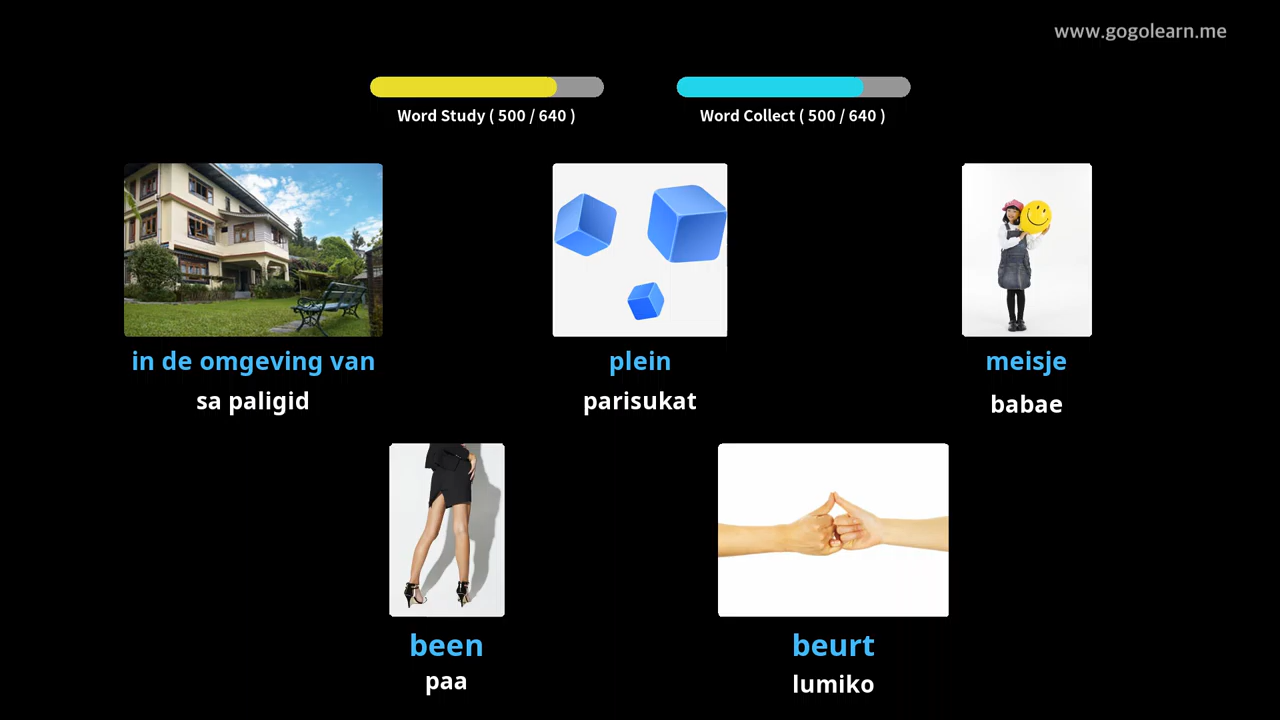 www.gogolearn.me
Word Study ( 500 / 640 )
Word Collect ( 500 / 640 )
in de omgeving van
sa paligid
plein
parisukat
meisje
babae
been
paa
beurt
lumiko